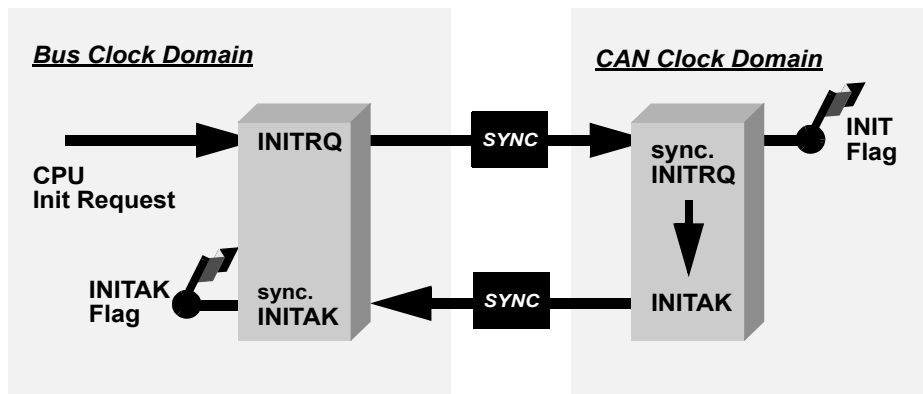 Bus Clock Domain
CAN Clock Domain
INITRQ
SYNC
sync.
INITRQ
INIT
Flag
CPU
Init Request
INITAK
Flag
sync.
INITAK
SYNC
INITAK